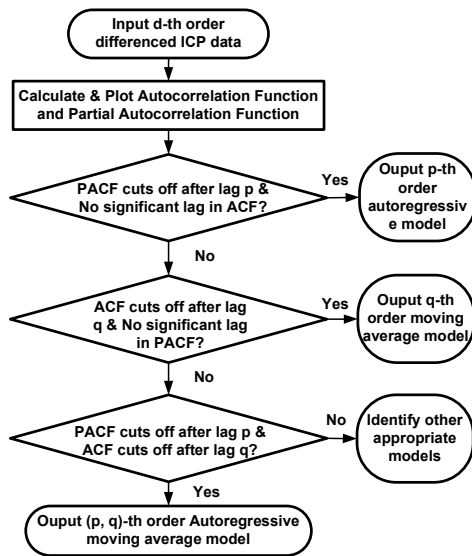 Input d-th order
differenced ICP data
Calculate & Plot Autocorrelation Function
and Partial Autocorrelation Function
PACF cuts off after lag p &
No significant lag in ACF?
Yes
Ouput p-th
order
autoregressiv
e model
No
ACF cuts off after lag
q & No significant lag
in PACF?
Yes
Ouput q-th
order moving
average model
No
PACF cuts off after lag p &
ACF cuts off after lag q?
No
Identify other
appropriate
models
Yes
Ouput (p, q)-th order Autoregressive
moving average model